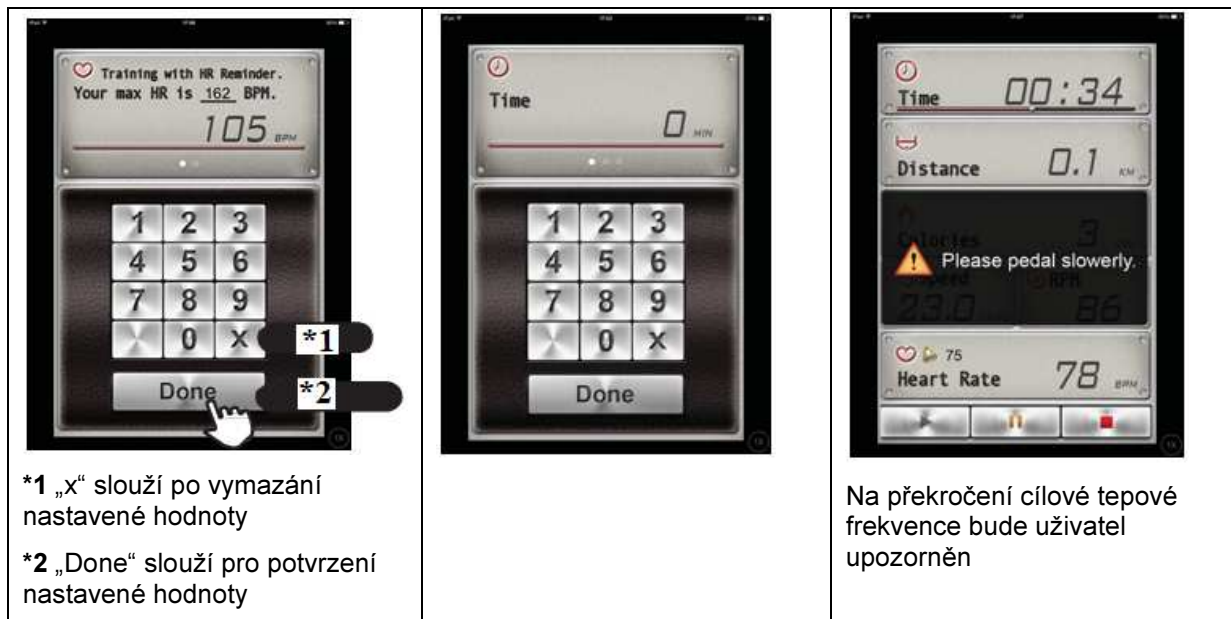 Training with HR Reminder.
Your max HR is 162 BPM.
105 BPM
1 2 3
4 5 6
7 8 9
0 X
*1
Done
*2
*1 „x“ slouží po vymazání
nastavené hodnoty
*2 „Done“ slouží pro potvrzení
nastavené hodnoty
Time
0 MIN
1 2 3
4 5 6
7 8 9
0 X
Done
Time 00:34
Distance 0.1 KM
Calories 3
Please pedal slowerly.
Speed RPM
23.0 86
75
Heart Rate 78 BPM
Na překročení cílové tepové
frekvence bude uživatel
upozorněn